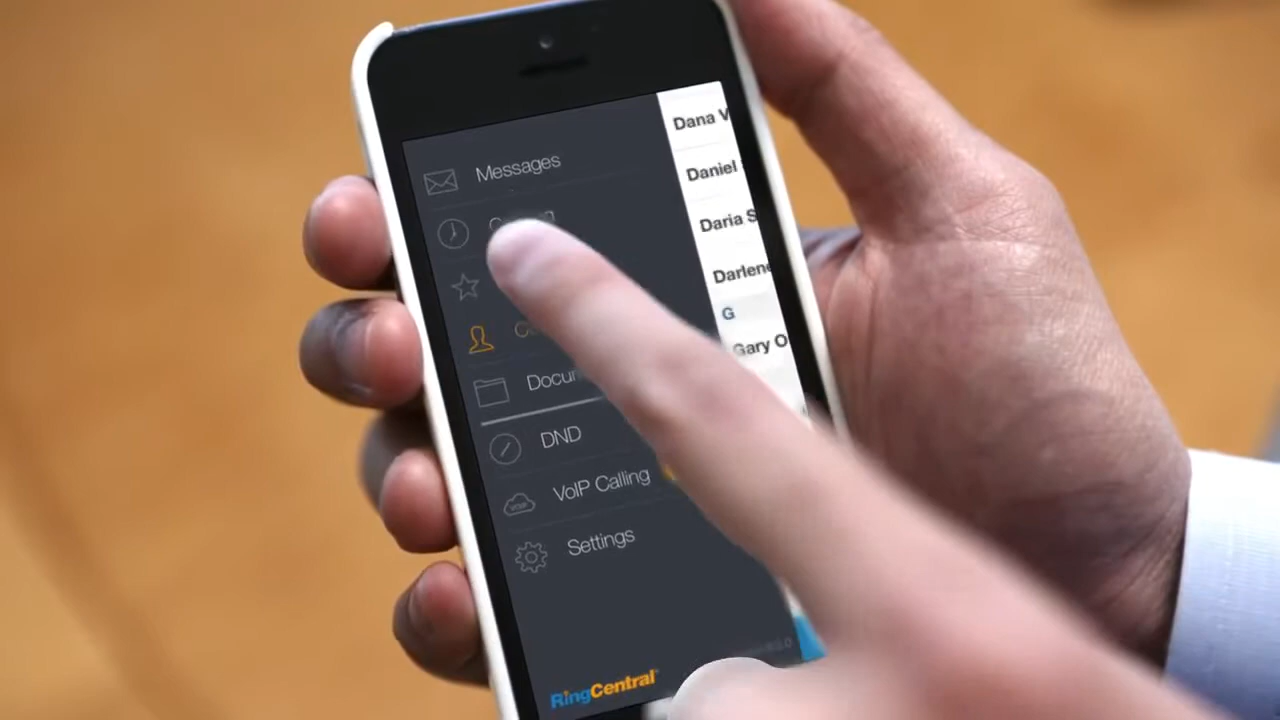 Messages
DND
VoIP Calling
Settings
RingCentral
Dana
Daniel
Daria
Darlene
G
Gary